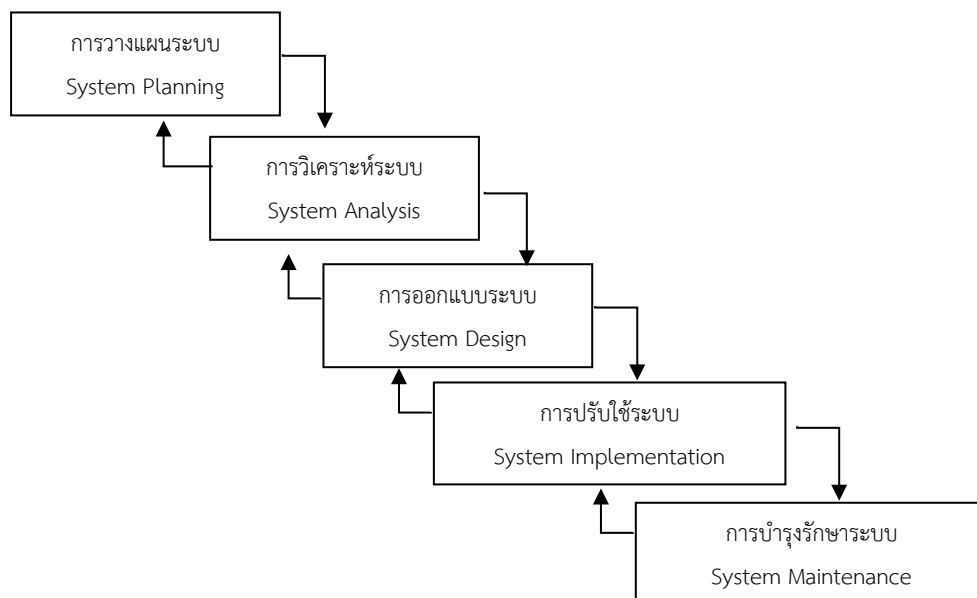 การวางแผนระบบ
System Planning
การวิเคราะห์ระบบ
System Analysis
การออกแบบระบบ
System Design
การปรับใช้ระบบ
System Implementation
การบำรุงรักษาระบบ
System Maintenance